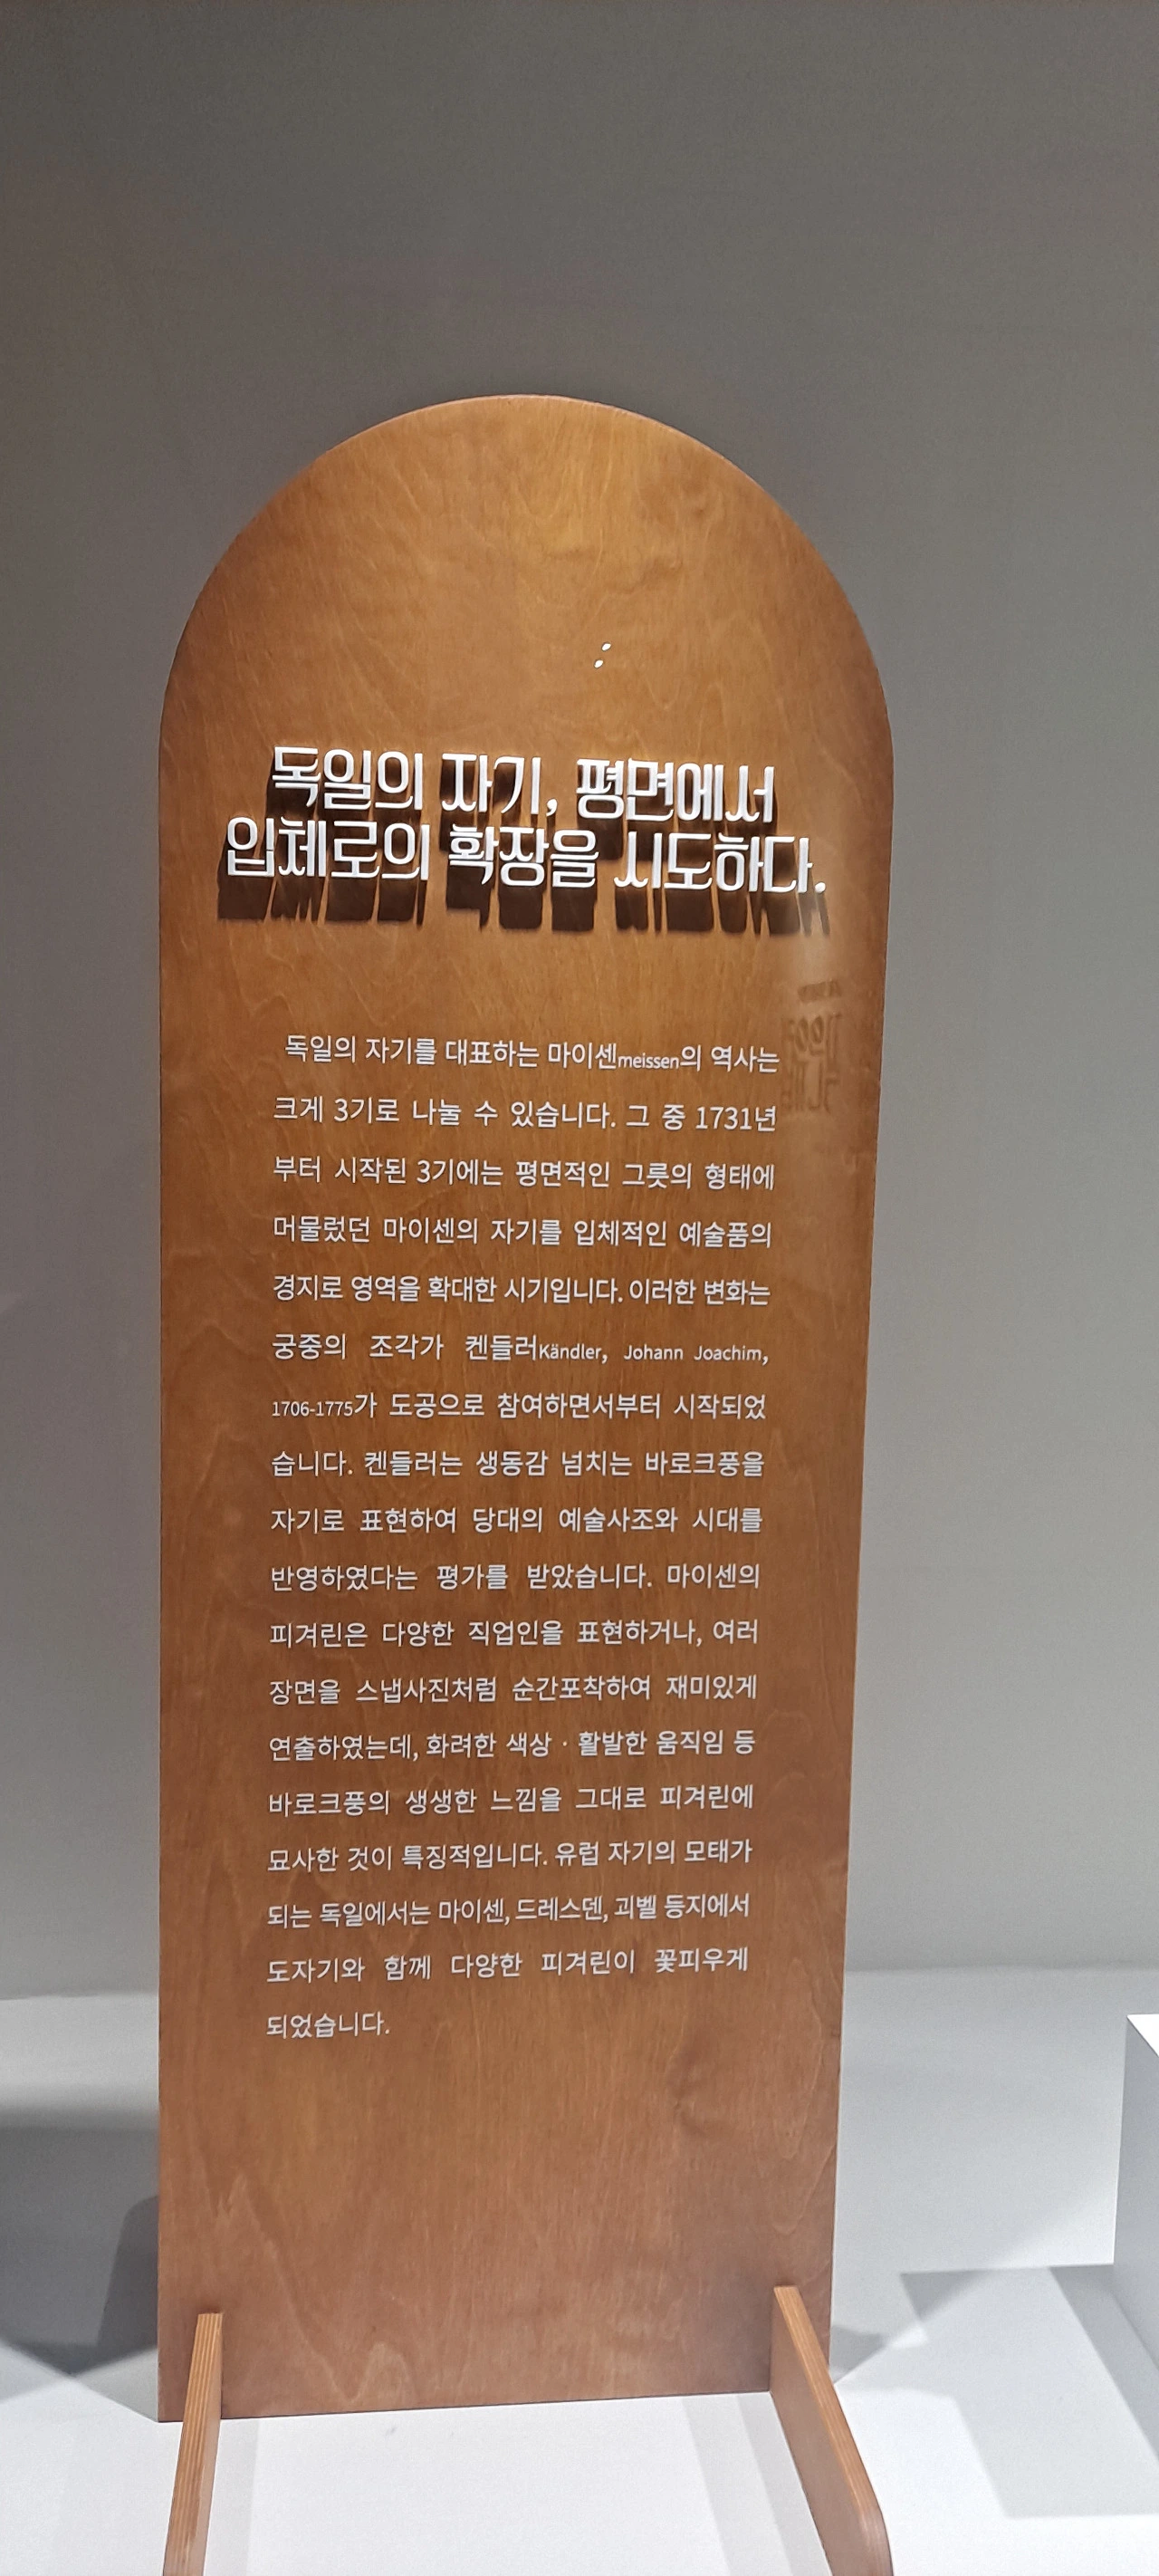 독일의 자기, 평면에서
입체로의 확장을 시도하다.
독일의 자기를 대표하는 마이센meissen의 역사는
크게 3기로 나눌 수 있습니다. 그 중 1731년
부터 시작된 3기에는 평면적인 그릇의 형태에
머물렀던 마이센의 자기를 입체적인 예술품의
경지로 영역을 확대한 시기입니다. 이러한 변화는
궁중의 조각가 켄들러Kändler, Johann Joachim,
1706-1775가 도공으로 참여하면서부터 시작되었
습니다. 켄들러는 생동감 넘치는 바로크풍을
자기로 표현하여 당대의 예술사조와 시대를
반영하였다는 평가를 받았습니다. 마이센의
피겨린은 다양한 직업인을 표현하거나, 여러
장면을 스냅사진처럼 순간포착하여 재미있게
연출하였는데, 화려한 색상 · 활발한 움직임 등
바로크풍의 생생한 느낌을 그대로 피겨린에
묘사한 것이 특징적입니다. 유럽 자기의 모태가
되는 독일에서는 마이센, 드레스덴, 괴벨 등지에서
도자기와 함께 다양한 피겨린이 꽃피우게
되었습니다.